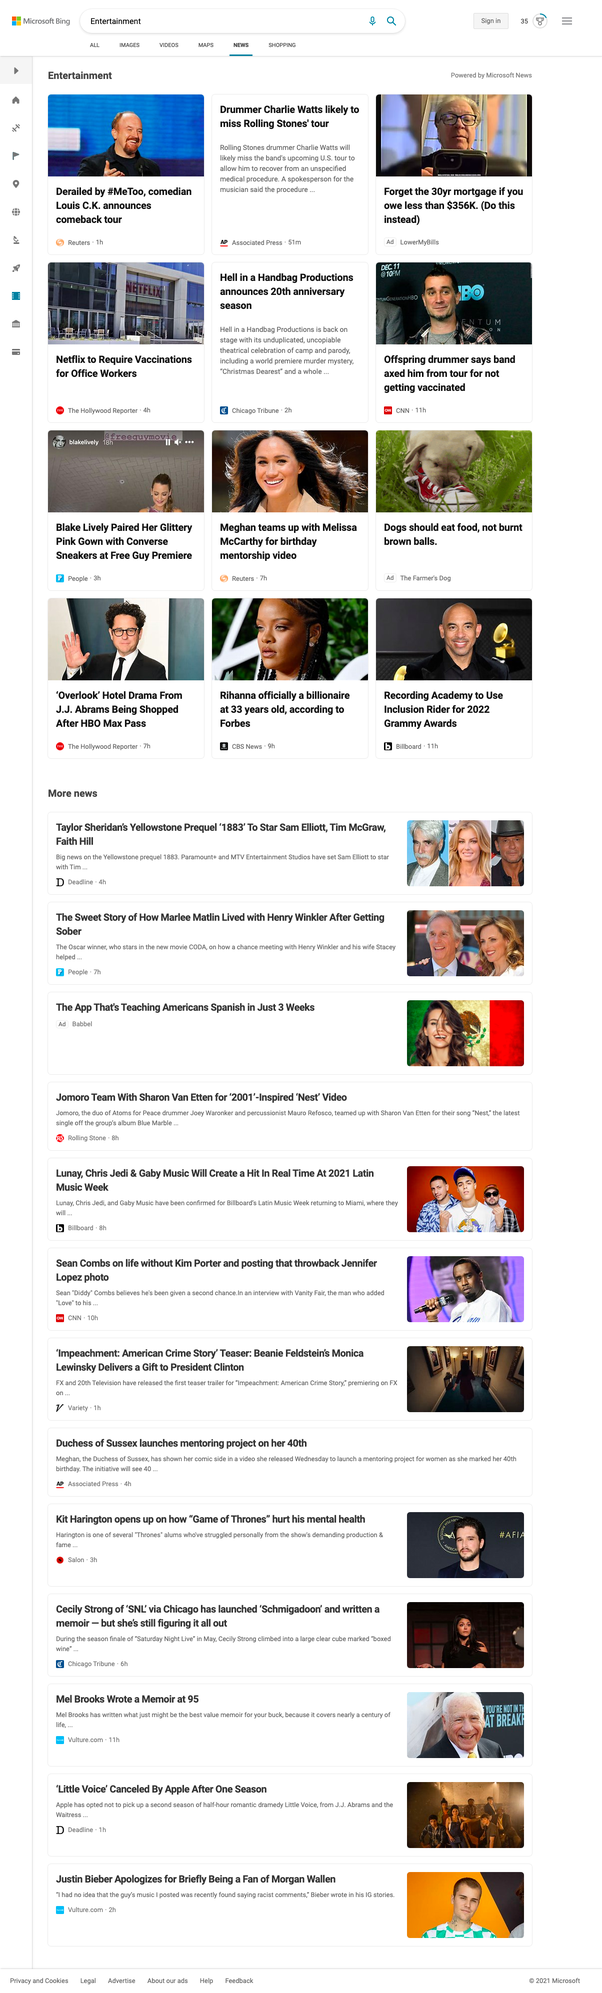 Microsoft Bing
Entertainment
Sign in
35
ALL IMAGES VIDEOS MAPS NEWS SHOPPING
Entertainment
Powered by Microsoft News
Derailed by #MeToo, comedian
Louis C.K. announces
comeback tour
Reuters · 1h
Drummer Charlie Watts likely to
miss Rolling Stones' tour
Rolling Stones drummer Charlie Watts will
likely miss the band's upcoming U.S. tour to
allow him to recover from an unspecified
medical procedure. A spokesperson for the
musician said the procedure ...
AP Associated Press · 51m
Forget the 30yr mortgage if you
owe less than $356K. (Do this
instead)
Ad LowerMyBills
NETFLIX
Netflix to Require Vaccinations
for Office Workers
The Hollywood Reporter · 4h
Hell in a Handbag Productions
announces 20th anniversary
season
Hell in a Handbag Productions is back on
stage with its unduplicated, uncopiable
theatrical celebration of camp and parody,
including a world premiere murder mystery,
"Christmas Dearest" and a whole ...
Chicago Tribune · 2h
DEC.11
@10PM
HBO
Offspring drummer says band
axed him from tour for not
getting vaccinated
CNN · 11h
blakelively 18h
@freeguymovie
Blake Lively Paired Her Glittery
Pink Gown with Converse
Sneakers at Free Guy Premiere
People · 3h
Meghan teams up with Melissa
McCarthy for birthday
mentorship video
Reuters · 7h
Dogs should eat food, not burnt
brown balls.
Ad The Farmer's Dog
'Overlook' Hotel Drama From
J.J. Abrams Being Shopped
After HBO Max Pass
The Hollywood Reporter · 7h
Rihanna officially a billionaire
at 33 years old, according to
Forbes
CBS News · 9h
Recording Academy to Use
Inclusion Rider for 2022
Grammy Awards
Billboard · 11h
More news
Taylor Sheridan's Yellowstone Prequel '1883' To Star Sam Elliott, Tim McGraw,
Faith Hill
Big news on the Yellowstone prequel 1883. Paramount+ and MTV Entertainment Studios have set Sam Elliott to star
with Tim ...
Deadline · 4h
The Sweet Story of How Marlee Matlin Lived with Henry Winkler After Getting
Sober
The Oscar winner, who stars in the new movie CODA, on how a chance meeting with Henry Winkler and his wife Stacey
helped ...
People · 7h
The App That's Teaching Americans Spanish in Just 3 Weeks
Ad Babbel
Jomoro Team With Sharon Van Etten for '2001'-Inspired 'Nest' Video
Jomoro, the duo of Atoms for Peace drummer Joey Waronker and percussionist Mauro Refosco, teamed up with Sharon Van Etten for their song "Nest," the latest
single off the group's album Blue Marble ...
Rolling Stone · 8h
Lunay, Chris Jedi & Gaby Music Will Create a Hit In Real Time At 2021 Latin
Music Week
Lunay, Chris Jedi, and Gaby Music have been confirmed for Billboard's Latin Music Week returning to Miami, where they
will ...
Billboard · 8h
Sean Combs on life without Kim Porter and posting that throwback Jennifer
Lopez photo
Sean "Diddy" Combs believes he's been given a second chance.In an interview with Vanity Fair, the man who added
"Love" to his ...
CNN · 10h
'Impeachment: American Crime Story' Teaser: Beanie Feldstein's Monica
Lewinsky Delivers a Gift to President Clinton
FX and 20th Television have released the first teaser trailer for "Impeachment: American Crime Story," premiering on FX
on ...
Variety · 1h
Duchess of Sussex launches mentoring project on her 40th
Meghan, the Duchess of Sussex, has shown her comic side in a video she released Wednesday to launch a mentoring project for women as she marked her 40th
birthday. The initiative will see 40 ...
AP Associated Press · 4h
Kit Harington opens up on how "Game of Thrones" hurt his mental health
Harington is one of several "Thrones" alums who've struggled personally from the show's demanding production &
fame ...
Salon · 3h
#AFIA
Cecily Strong of 'SNL' via Chicago has launched 'Schmigadoon' and written a
memoir — but she's still figuring it all out
During the season finale of "Saturday Night Live" in May, Cecily Strong climbed into a large clear cube marked "boxed
wine" ...
Chicago Tribune · 6h
Mel Brooks Wrote a Memoir at 95
Mel Brooks has written what just might be the best value memoir for your buck, because it covers nearly a century of
life, ...
Vulture.com · 11h
YOU'RE NOT IN TH
AT BREAKF
'Little Voice' Canceled By Apple After One Season
Apple has opted not to pick up a second season of half-hour romantic dramedy Little Voice, from J.J. Abrams and the
Waitress ...
Deadline · 1h
Justin Bieber Apologizes for Briefly Being a Fan of Morgan Wallen
"I had no idea that the guy's music I posted was recently found saying racist comments," Bieber wrote in his IG stories.
Vulture.com · 2h
Privacy and Cookies Legal Advertise About our ads Help Feedback
© 2021 Microsoft